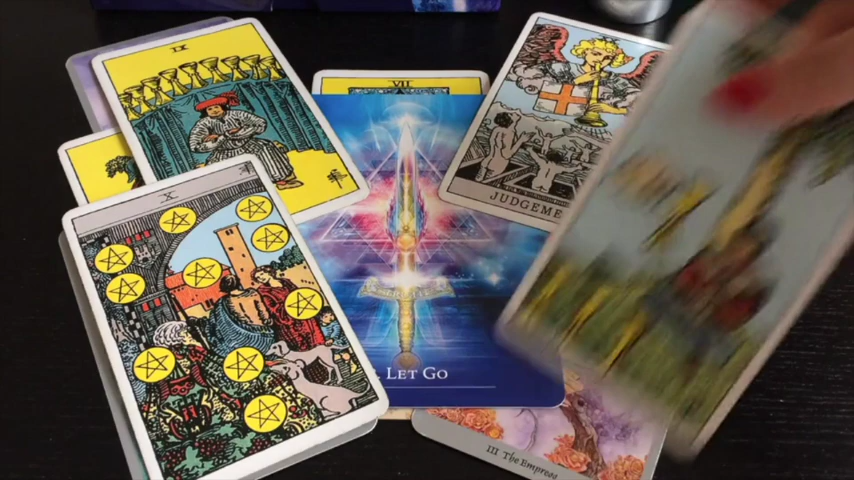 IX
VII
JUDGEME
X
LET GO
III The Empress